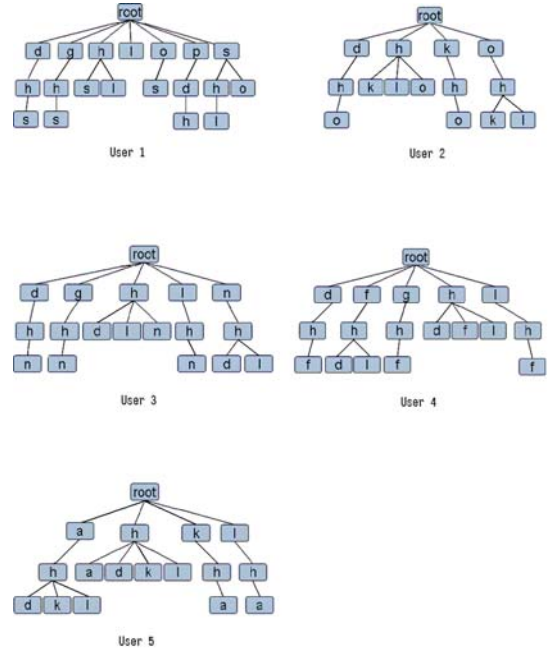 root
d g h l o p s
h h s l s d h o
s s h l
User 1
root
d h k o
h k l o h h
o o k l
User 2
root
d g h l n
h h d l n h h
n n n d l
User 3
root
d f g h l
h h h d f l h
f d l f f
User 4
root
a h k l
h a d k l h h
d k l a a
User 5